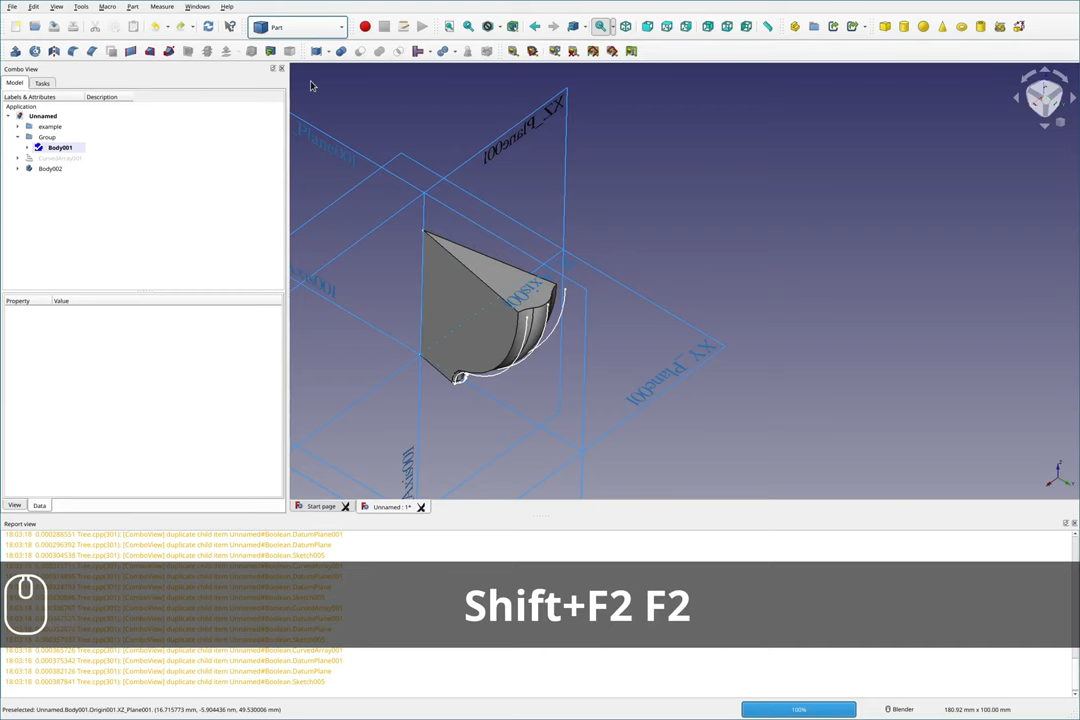 File Edit View Tools Macro Part Measure Windows Help
Part
Combo View
Model Tasks
Labels & Attributes Description
Application
Unnamed
example
Group
Body001
CurvedArray001
Body002
XZ_Plane001
XY_Plane001
Property Value
View Data
Start page
Unnamed : 1*
Report view
18:03:18 0.000288551 Tree.cpp(301): [ComboView] duplicate child item Unnamed#Boolean.DatumPlane001
18:03:18 0.000296392 Tree.cpp(301): [ComboView] duplicate child item Unnamed#Boolean.DatumPlane
18:03:18 0.000304538 Tree.cpp(301): [ComboView] duplicate child item Unnamed#Boolean.Sketch005
Shift+F2 F2
18:03:18 0.000365726 Tree.cpp(301): [ComboView] duplicate child item Unnamed#Boolean.CurvedArray001
18:03:18 0.000375342 Tree.cpp(301): [ComboView] duplicate child item Unnamed#Boolean.DatumPlane001
18:03:18 0.000382126 Tree.cpp(301): [ComboView] duplicate child item Unnamed#Boolean.DatumPlane
18:03:18 0.000387841 Tree.cpp(301): [ComboView] duplicate child item Unnamed#Boolean.Sketch005
Preselected: Unnamed.Body001.Origin001.XZ_Plane001. (16.715773 mm, -5.904436 nm, 49.530006 mm)
100%
Blender
180.92 mm x 100.00 mm